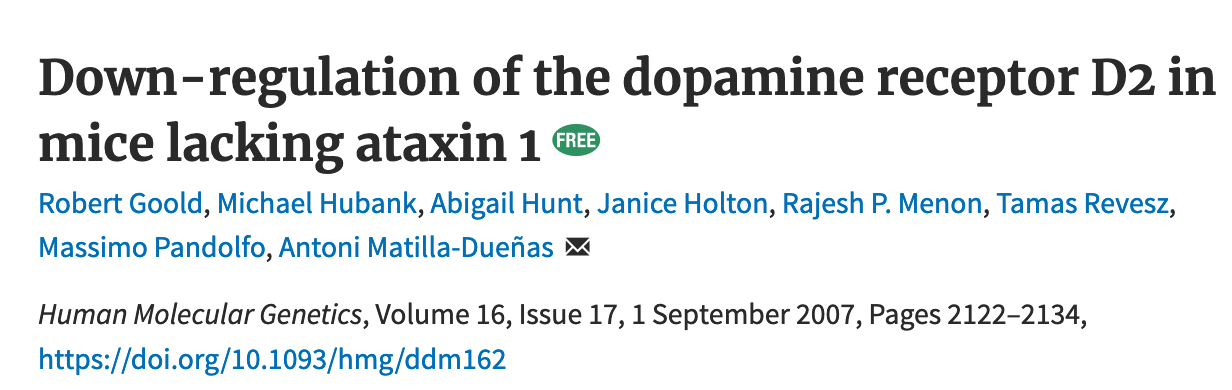 Down-regulation of the dopamine receptor D2 in
mice lacking ataxin 1 FREE
Robert Goold, Michael Hubank, Abigail Hunt, Janice Holton, Rajesh P. Menon, Tamas Revesz,
Massimo Pandolfo, Antoni Matilla-Dueñas
Human Molecular Genetics, Volume 16, Issue 17, 1 September 2007, Pages 2122–2134,
https://doi.org/10.1093/hmg/ddm162